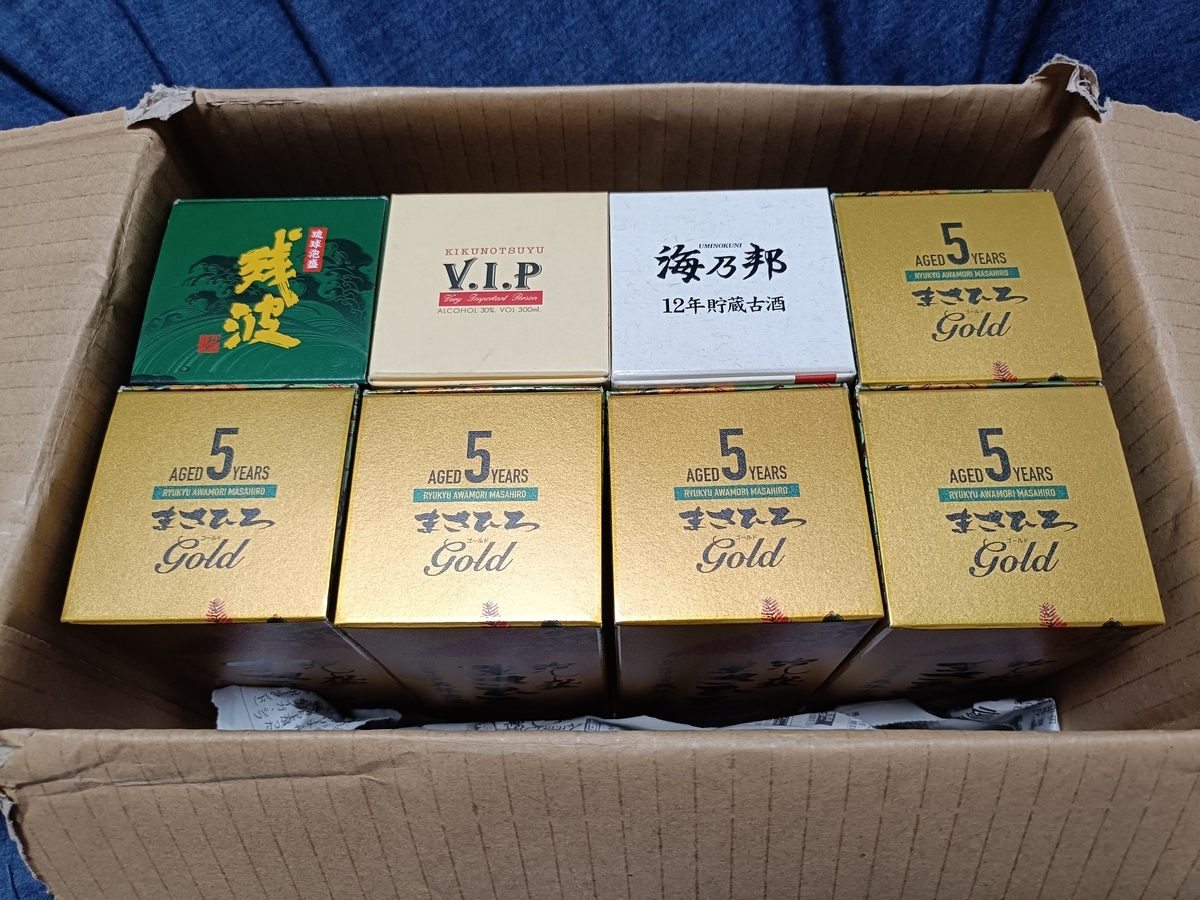 琉球泡盛
残波
KIKUNOTSUYU
V.I.P
Very Important Person
ALCOHOL 30% VOL 300ml.
UMINOKUNI
海乃邦
12年貯蔵古酒
AGED 5 YEARS
RYUKYU AWAMORI MASAHIRO
まさひろ
ゴールド
Gold
AGED 5 YEARS
RYUKYU AWAMORI MASAHIRO
まさひろ
ゴールド
Gold
AGED 5 YEARS
RYUKYU AWAMORI MASAHIRO
まさひろ
ゴールド
Gold
AGED 5 YEARS
RYUKYU AWAMORI MASAHIRO
まさひろ
ゴールド
Gold
AGED 5 YEARS
RYUKYU AWAMORI MASAHIRO
まさひろ
ゴールド
Gold